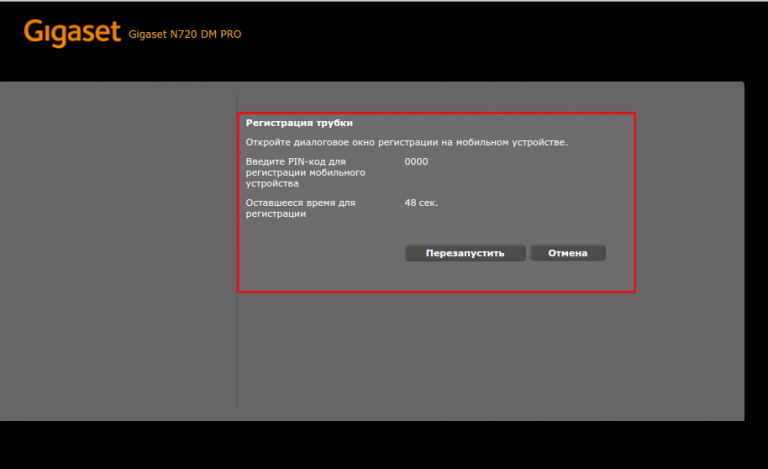 Gigaset Gigaset N720 DM PRO
Регистрация трубки
Откройте диалоговое окно регистрации на мобильном устройстве.
Введите PIN-код для 0000
регистрации мобильного
устройства
Оставшееся время для 48 сек.
регистрации
Перезапустить Отмена